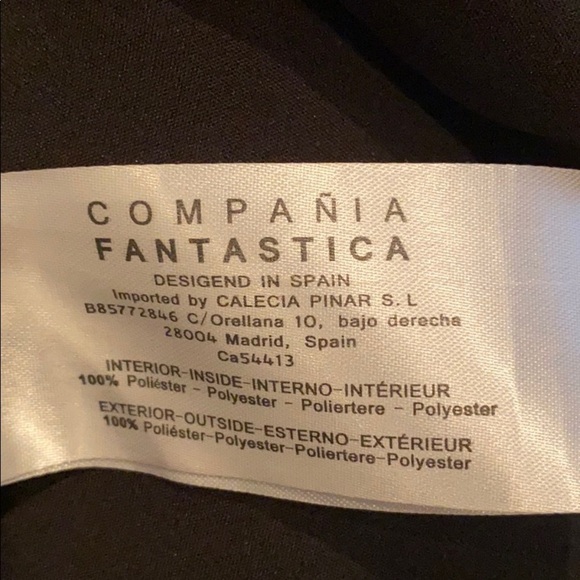 COMPAÑIA
FANTASTICA
DESIGEND IN SPAIN
Imported by CALECIA PINAR S. L
B85772846 C/Orellana 10, bajo derecha
28004 Madrid, Spain
Ca54413
INTERIOR-INSIDE-INTERNO-INTÉRIEUR
100% Poliéster - Polyester - Poliertere - Polyester
EXTERIOR-OUTSIDE-ESTERNO-EXTÉRIEUR
100% Poliéster-Polyester-Poliertere-Polyester